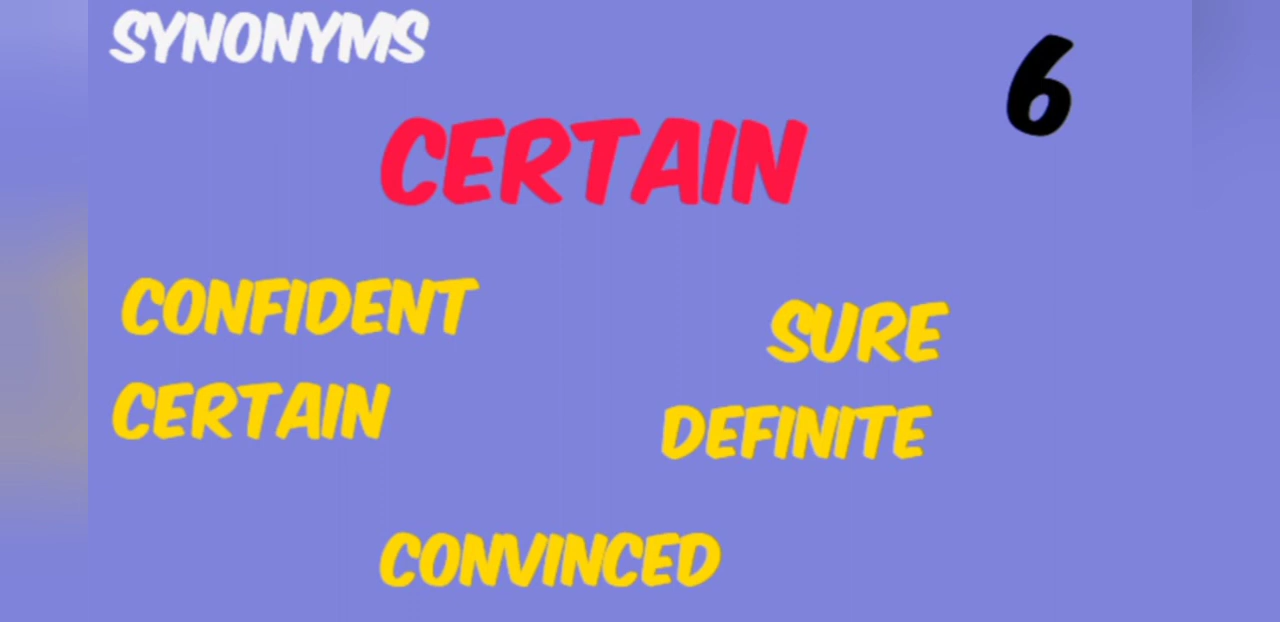 SYNONYMS
6
CERTAIN
CONFIDENT
SURE
CERTAIN
DEFINITE
CONVINCED